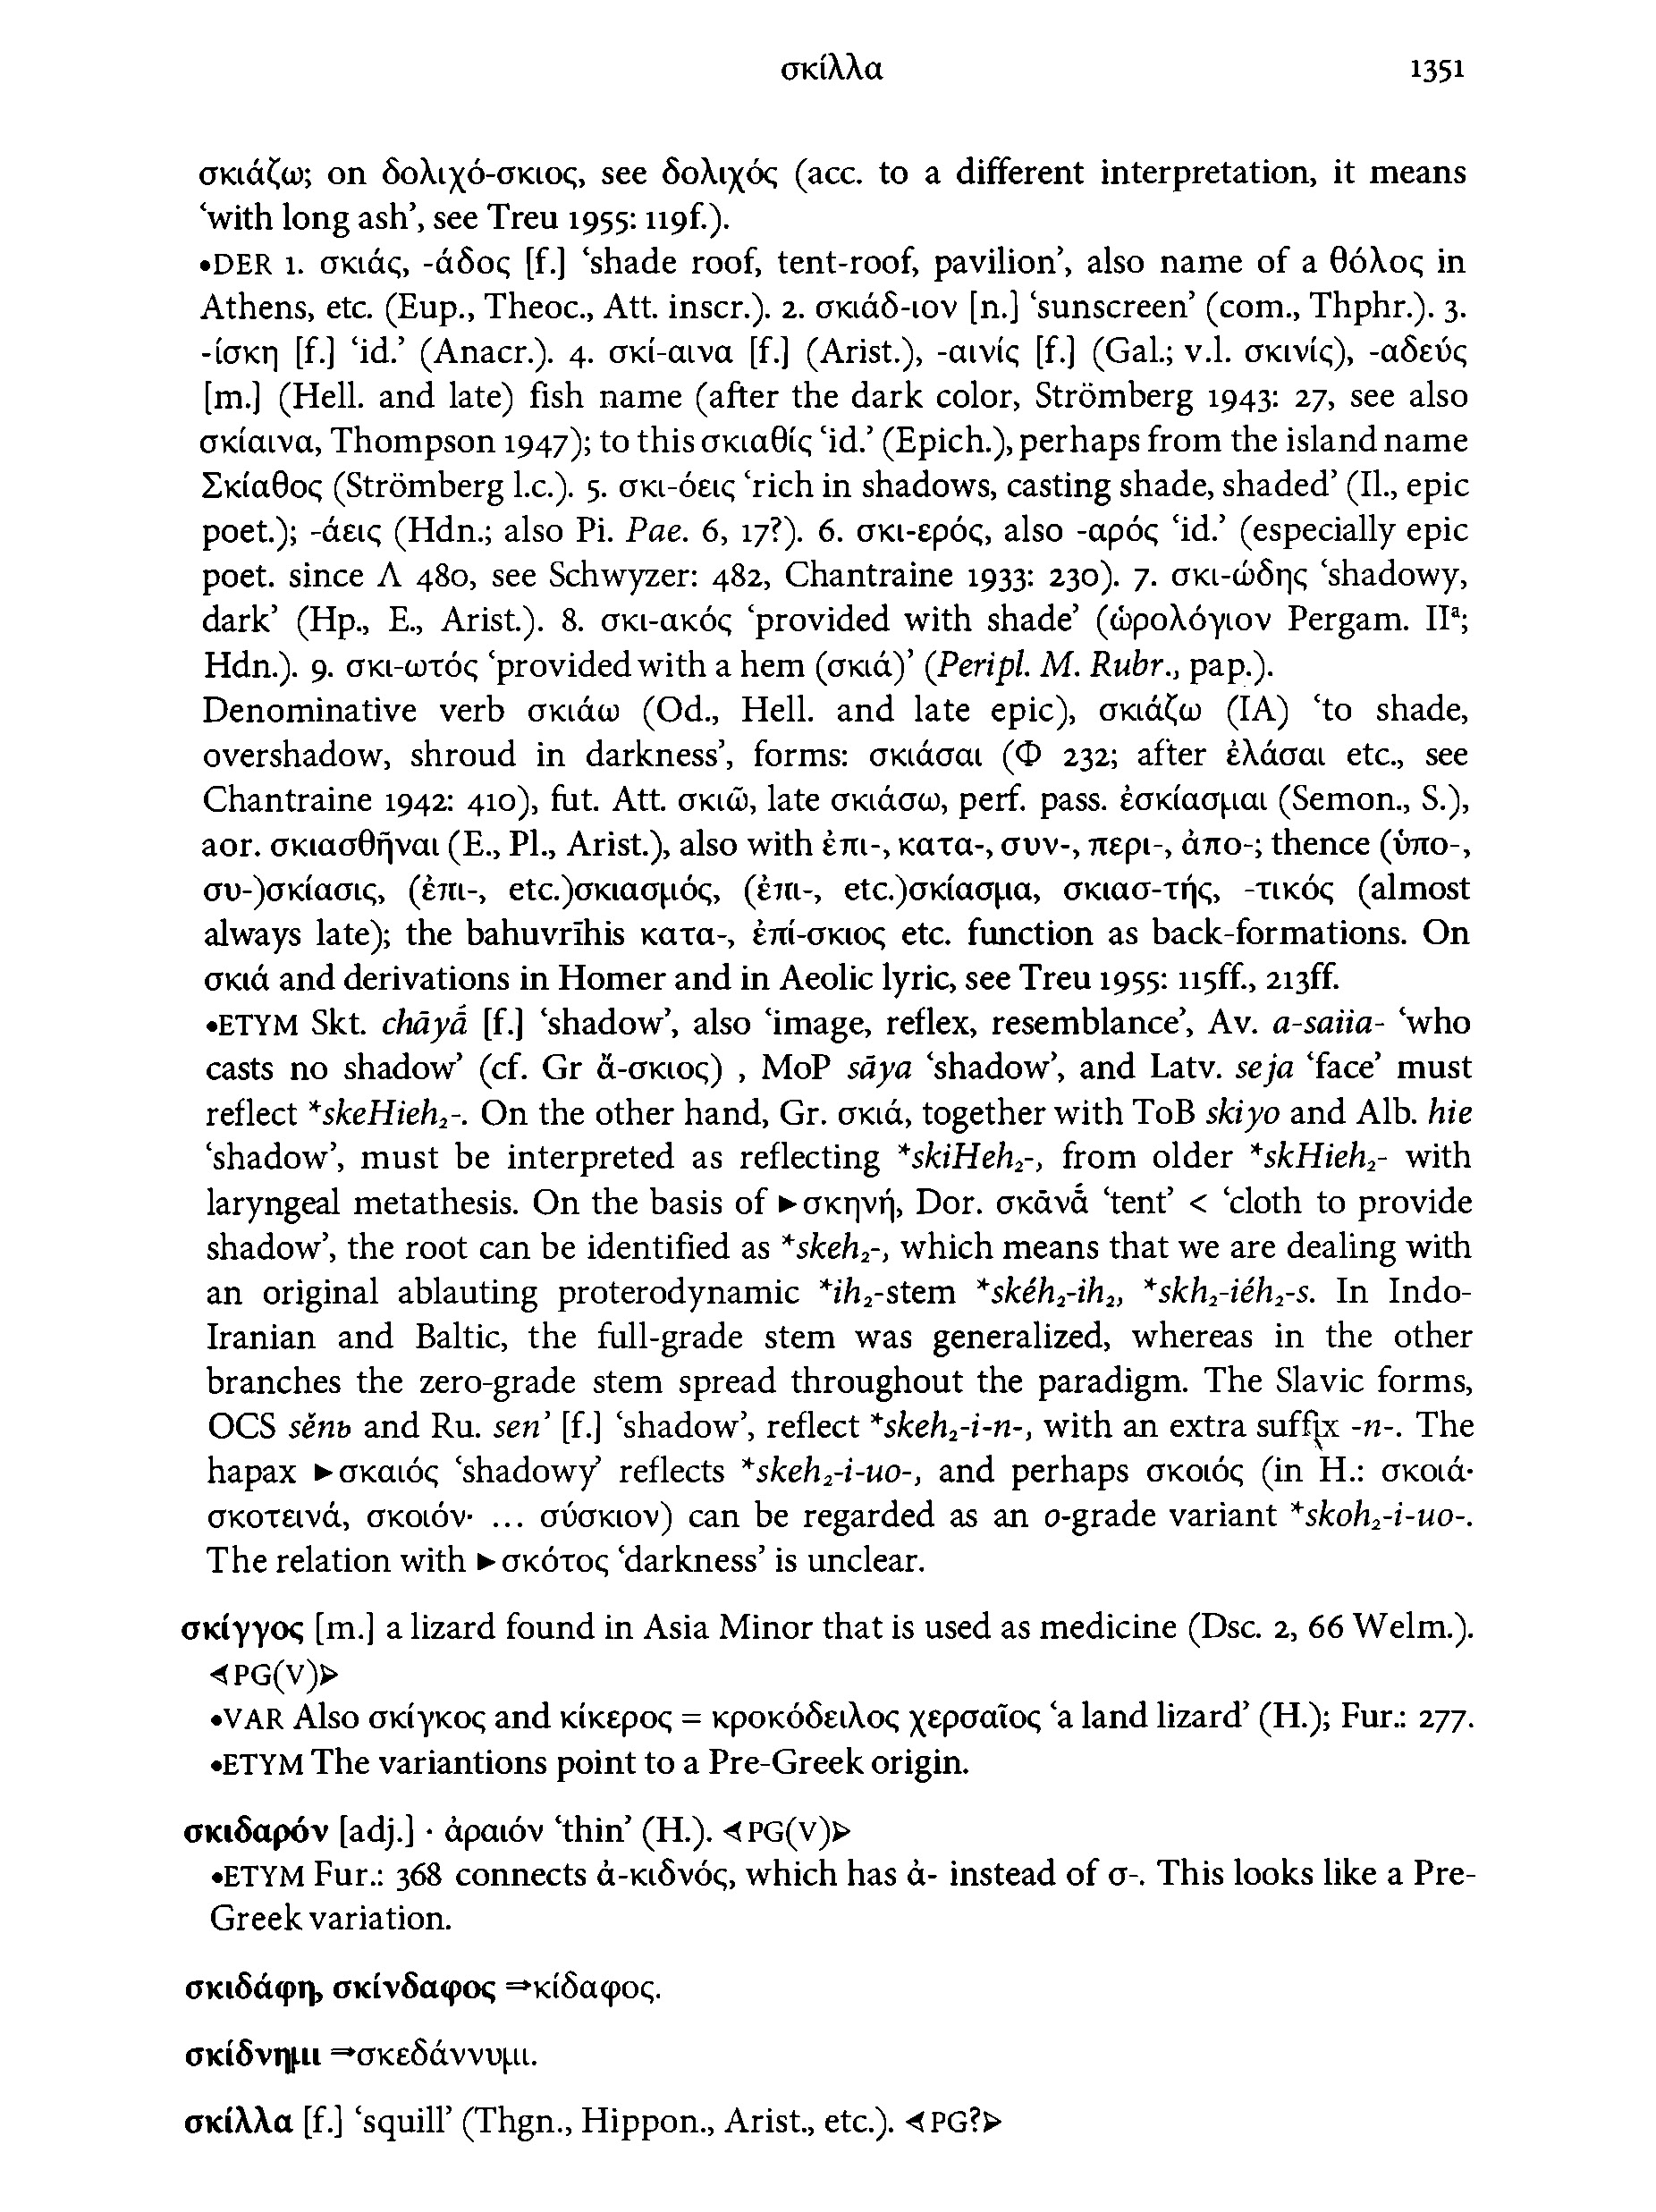 σκίλλα 1351
σκιάζω; on δολιχό-σκιος, see δολιχός (acc. to a different interpretation, it means
‘with long ash’, see Treu 1955: 119f.).
•DER 1. σκιάς, -άδος [f.] ‘shade roof, tent-roof, pavilion’, also name of a θόλος in
Athens, etc. (Eup., Theoc., Att. inscr.). 2. σκιάδ-ιον [n.] ‘sunscreen’ (com., Thphr.). 3.
-ίσκη [f.] ‘id.’ (Anacr.). 4. σκί-αινα [f.] (Arist.), -αινίς [f.] (Gal.; v.l. σκινίς), -αδεύς
[m.] (Hell. and late) fish name (after the dark color, Strömberg 1943: 27, see also
σκίαινα, Thompson 1947); to this σκιαθίς ‘id.’ (Epich.), perhaps from the island name
Σκίαθος (Strömberg l.c.). 5. σκι-όεις ‘rich in shadows, casting shade, shaded’ (Il., epic
poet.); -άεις (Hdn.; also Pi. Pae. 6, 17?). 6. σκι-ερός, also -αρός ‘id.’ (especially epic
poet. since Λ 480, see Schwyzer: 482, Chantraine 1933: 230). 7. σκι-ώδης ‘shadowy,
dark’ (Hp., E., Arist.). 8. σκι-ακός ‘provided with shade’ (ὡρολόγιον Pergam. IIª;
Hdn.). 9. σκι-ωτός ‘provided with a hem (σκιά)’ (Peripl. M. Rubr., pap.).
Denominative verb σκιάω (Od., Hell. and late epic), σκιάζω (IA) ‘to shade,
overshadow, shroud in darkness’, forms: σκιάσαι (Φ 232; after ἐλάσαι etc., see
Chantraine 1942: 410), fut. Att. σκιῶ, late σκιάσω, perf. pass. ἐσκίασμαι (Semon., S.),
aor. σκιασθῆναι (E., Pl., Arist.), also with ἐπι-, κατα-, συν-, περι-, ἀπο-; thence (ὑπο-,
συ-)σκίασις, (ἐπι-, etc.)σκιασμός, (ἐπι-, etc.)σκίασμα, σκιασ-τής, -τικός (almost
always late); the bahuvrīhis κατα-, ἐπί-σκιος etc. function as back-formations. On
σκιά and derivations in Homer and in Aeolic lyric, see Treu 1955: 115ff., 213ff.
•ETYM Skt. chāyā́ [f.] ‘shadow’, also ‘image, reflex, resemblance’, Av. a-saiia- ‘who
casts no shadow’ (cf. Gr ἄ-σκιος) , MoP sāya ‘shadow’, and Latv. seja ‘face’ must
reflect *skeHieh₂-. On the other hand, Gr. σκιά, together with ToB skiyo and Alb. hie
‘shadow’, must be interpreted as reflecting *skiHeh₂-, from older *skHieh₂- with
laryngeal metathesis. On the basis of ►σκηνή, Dor. σκᾱνά̄ ‘tent’ < ‘cloth to provide
shadow’, the root can be identified as *skeh₂-, which means that we are dealing with
an original ablauting proterodynamic *ih₂-stem *skéh₂-ih₂, *skh₂-iéh₂-s. In Indo-
Iranian and Baltic, the full-grade stem was generalized, whereas in the other
branches the zero-grade stem spread throughout the paradigm. The Slavic forms,
OCS sěnь and Ru. sen’ [f.] ‘shadow’, reflect *skeh₂-i-n-, with an extra suffix -n-. The
hapax ►σκαιός ‘shadowy’ reflects *skeh₂-i-uo-, and perhaps σκοιός (in H.: σκοιά·
σκοτεινά, σκοιόν· ... σύσκιον) can be regarded as an o-grade variant *skoh₂-i-uo-.
The relation with ►σκότος ‘darkness’ is unclear.
σκίγγος [m.] a lizard found in Asia Minor that is used as medicine (Dsc. 2, 66 Welm.).
⊲PG(V)⊳
•VAR Also σκίγκος and κίκερος = κροκόδειλος χερσαῖος ‘a land lizard’ (H.); Fur.: 277.
•ETYM The variantions point to a Pre-Greek origin.
σκιδαρόν [adj.] · ἀραιόν ‘thin’ (H.). ⊲PG(V)⊳
•ETYM Fur.: 368 connects ἀ-κιδνός, which has ἀ- instead of σ-. This looks like a Pre-
Greek variation.
σκιδάφη, σκίνδαφος ⇒κίδαφος.
σκίδνημι ⇒σκεδάννυμι.
σκίλλα [f.] ‘squill’ (Thgn., Hippon., Arist., etc.). ⊲PG?⊳